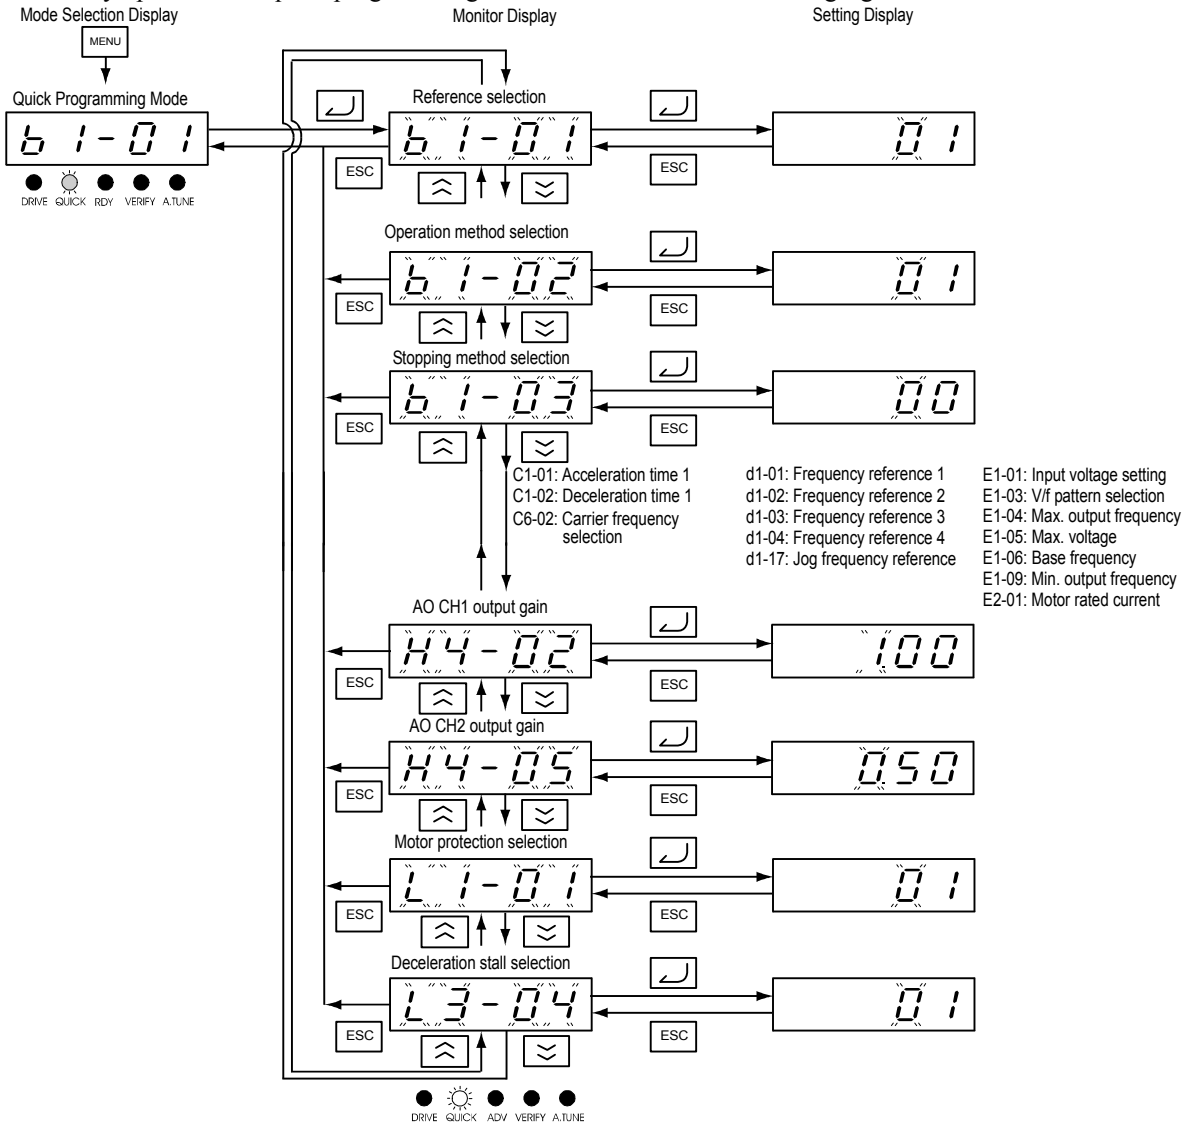 Mode Selection Display
Monitor Display
Setting Display
MENU
Quick Programming Mode
b1-01
DRIVE QUICK RDY VERIFY A.TUNE
Reference selection
b1-01
ESC
ESC
01
Operation method selection
b1-02
ESC
ESC
01
Stopping method selection
b1-03
ESC
ESC
00
C1-01: Acceleration time 1
C1-02: Deceleration time 1
C6-02: Carrier frequency
selection
d1-01: Frequency reference 1
d1-02: Frequency reference 2
d1-03: Frequency reference 3
d1-04: Frequency reference 4
d1-17: Jog frequency reference
E1-01: Input voltage setting
E1-03: V/f pattern selection
E1-04: Max. output frequency
E1-05: Max. voltage
E1-06: Base frequency
E1-09: Min. output frequency
E2-01: Motor rated current
AO CH1 output gain
H4-02
ESC
ESC
1.00
AO CH2 output gain
H4-05
ESC
ESC
0.50
Motor protection selection
L1-01
ESC
ESC
01
Deceleration stall selection
L3-04
ESC
ESC
01
DRIVE QUICK ADV VERIFY A.TUNE